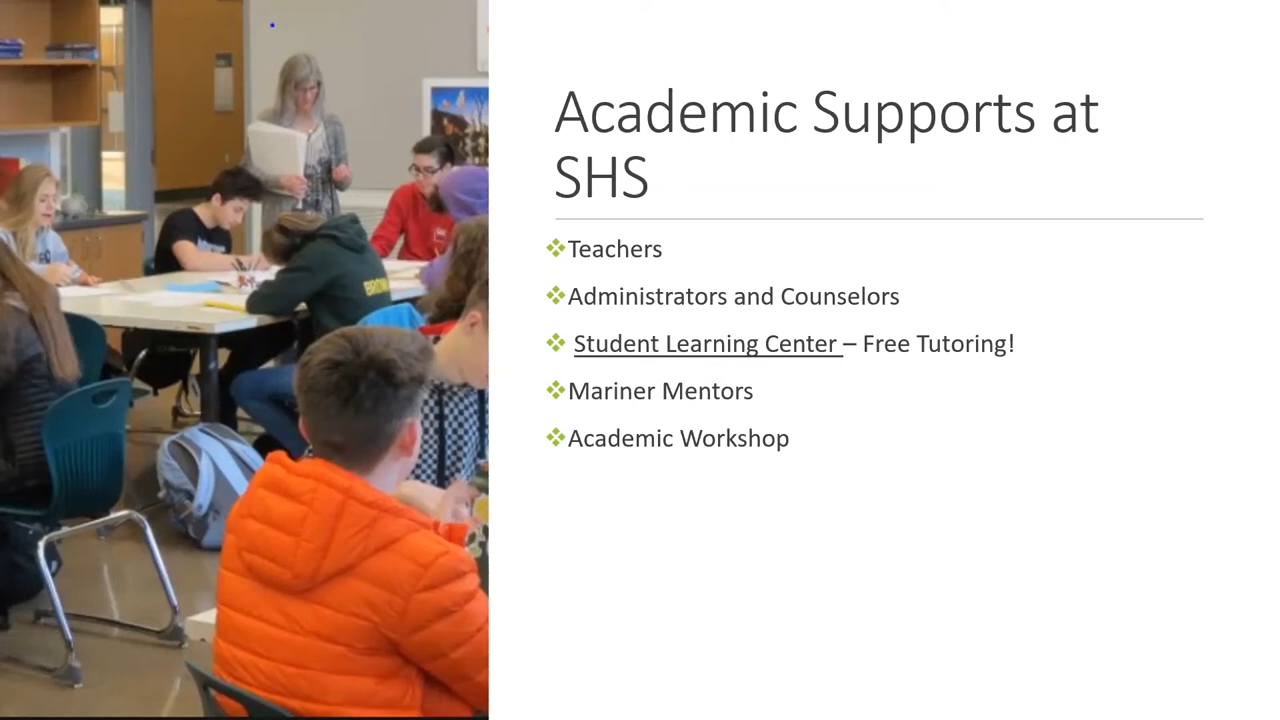 Academic Supports at
SHS
Teachers
Administrators and Counselors
Student Learning Center – Free Tutoring!
Mariner Mentors
Academic Workshop